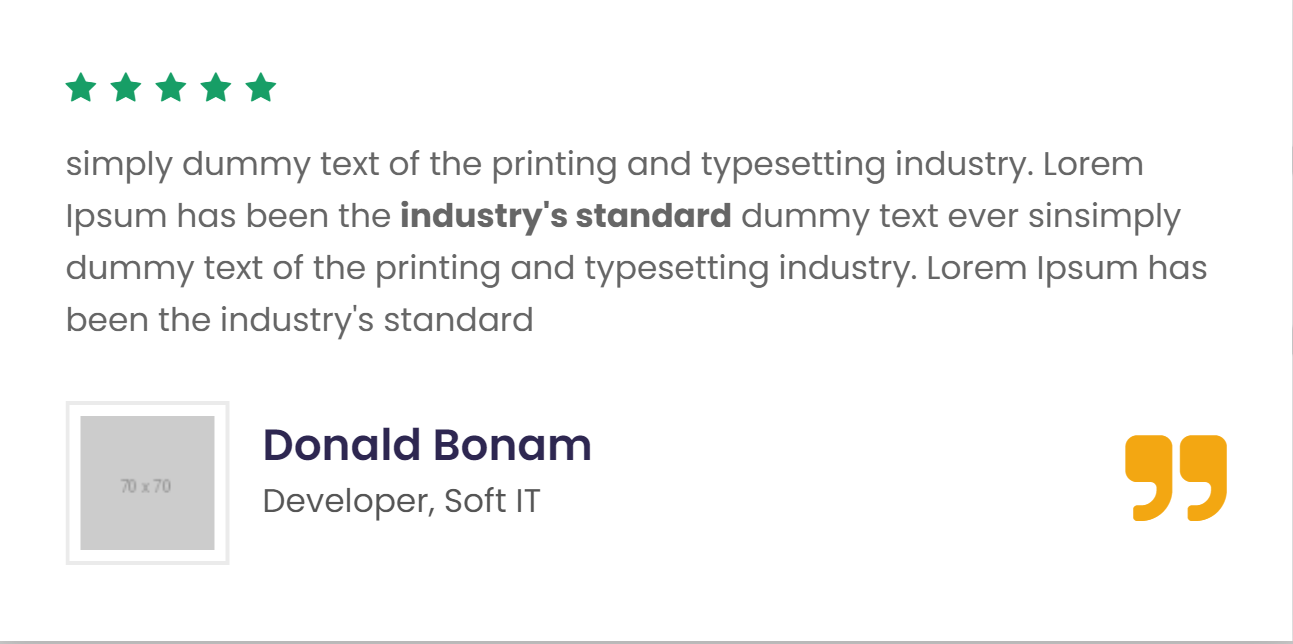 simply dummy text of the printing and typesetting industry. Lorem
Ipsum has been the industry's standard dummy text ever sinsimply
dummy text of the printing and typesetting industry. Lorem Ipsum has
been the industry's standard
70 x 70
Donald Bonam
Developer, Soft IT